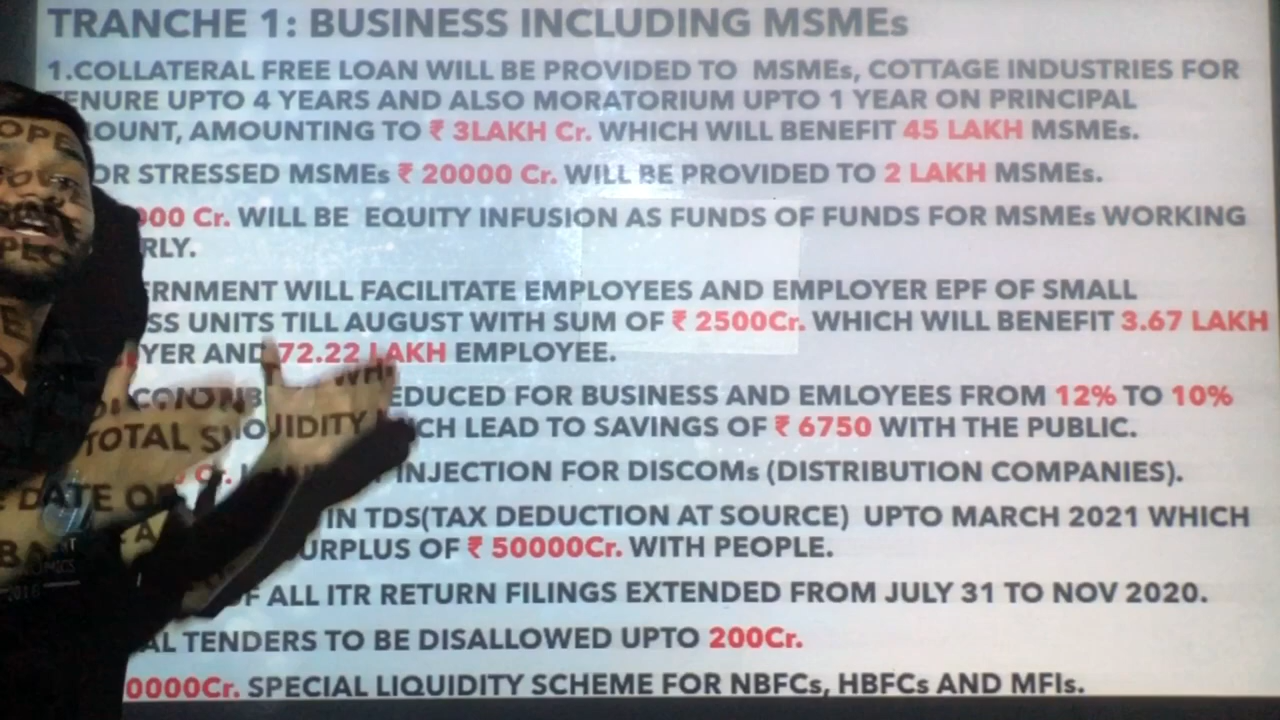 TRANCHE 1: BUSINESS INCLUDING MSMEs
1.COLLATERAL FREE LOAN WILL BE PROVIDED TO MSMEs, COTTAGE INDUSTRIES FOR
TENURE UPTO 4 YEARS AND ALSO MORATORIUM UPTO 1 YEAR ON PRINCIPAL
OUNT, AMOUNTING TO ₹ 3LAKH Cr. WHICH WILL BENEFIT 45 LAKH MSMEs.
OR STRESSED MSMEs ₹ 20000 Cr. WILL BE PROVIDED TO 2 LAKH MSMEs.
000 Cr. WILL BE EQUITY INFUSION AS FUNDS OF FUNDS FOR MSMEs WORKING
RLY.
ERNMENT WILL FACILITATE EMPLOYEES AND EMPLOYER EPF OF SMALL
SS UNITS TILL AUGUST WITH SUM OF ₹ 2500Cr. WHICH WILL BENEFIT 3.67 LAKH
YER AND 72.22 LAKH EMPLOYEE.
EDUCED FOR BUSINESS AND EMLOYEES FROM 12% TO 10%
CH LEAD TO SAVINGS OF ₹ 6750 WITH THE PUBLIC.
INJECTION FOR DISCOMs (DISTRIBUTION COMPANIES).
IN TDS(TAX DEDUCTION AT SOURCE) UPTO MARCH 2021 WHICH
URPLUS OF ₹ 50000Cr. WITH PEOPLE.
DATE OF ALL ITR RETURN FILINGS EXTENDED FROM JULY 31 TO NOV 2020.
AL TENDERS TO BE DISALLOWED UPTO 200Cr.
0000Cr. SPECIAL LIQUIDITY SCHEME FOR NBFCs, HBFCs AND MFIs.